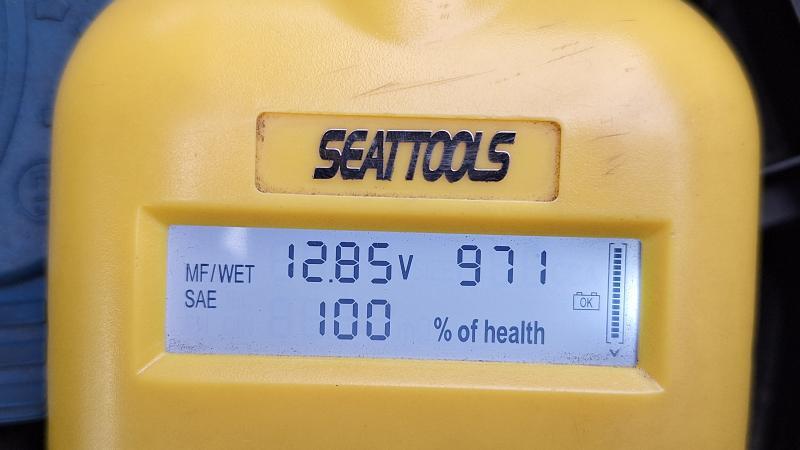 SEATTOOLS
MF/WET 12.85V 971
SAE OK
100 % of health